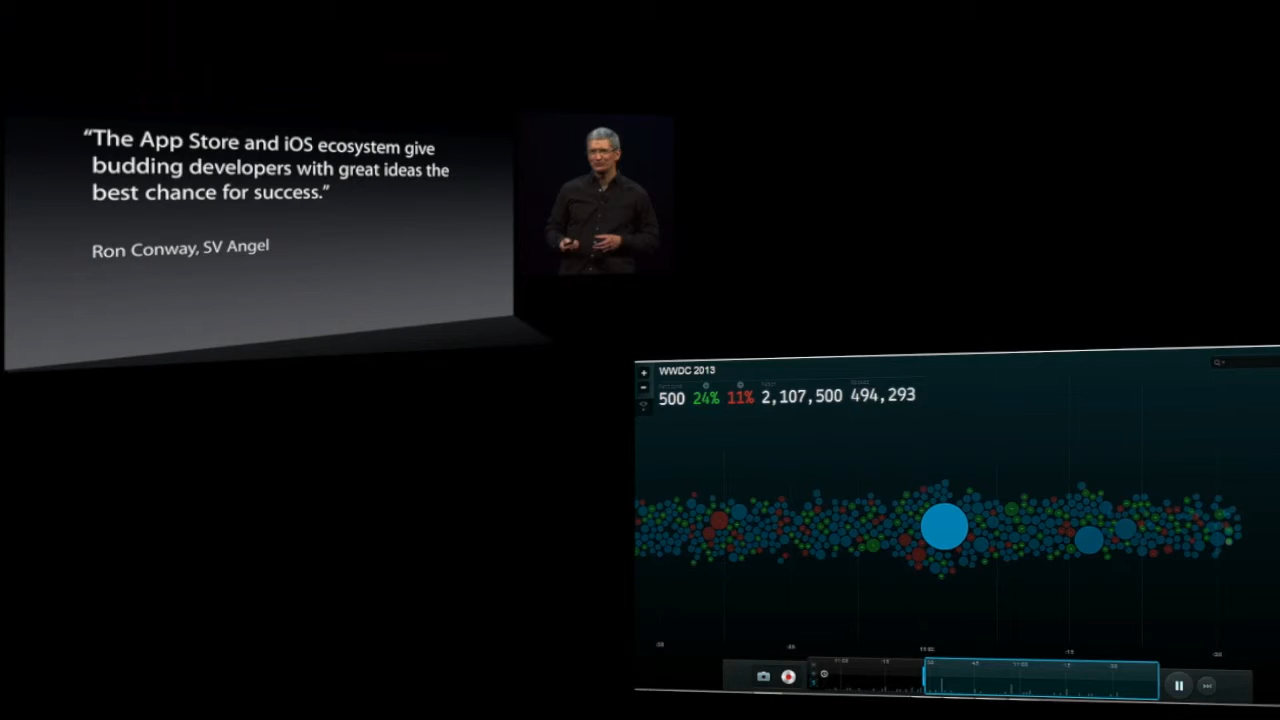 “The App Store and iOS ecosystem give
budding developers with great ideas the
best chance for success.”
Ron Conway, SV Angel
WWDC 2013
500 24% 11% 2,107,500 494,293